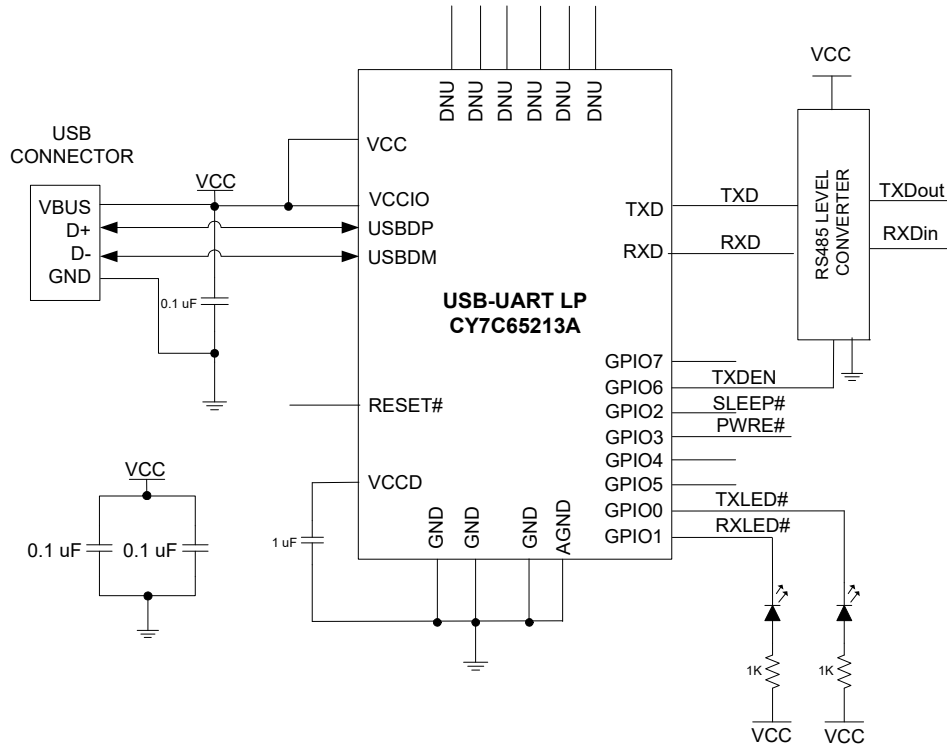 DNU
DNU
DNU
DNU
DNU
DNU
VCC
USB
CONNECTOR
VCC
VCC
VBUS
D+
D-
GND
VCCIO
USBDP
USBDM
0.1 uF
TXD
TXD
RXD
RXD
RS485 LEVEL
CONVERTER
TXDout
RXDin
USB-UART LP
CY7C65213A
GPIO7
GPIO6
TXDEN
GPIO2
SLEEP#
GPIO3
PWRE#
GPIO4
GPIO5
GPIO0
TXLED#
GPIO1
RXLED#
RESET#
VCCD
VCC
0.1 uF
0.1 uF
1 uF
GND
GND
GND
AGND
1K
1K
VCC
VCC